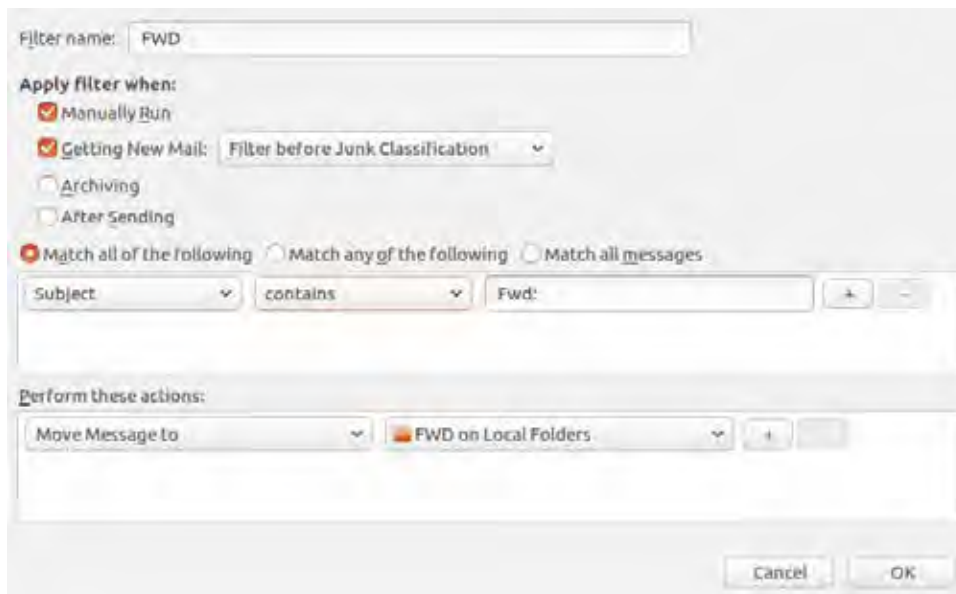 Filter name: FWD
Apply filter when:
Manually Run
Getting New Mail: Filter before Junk Classification
Archiving
After Sending
Match all of the following Match any of the following Match all messages
Subject contains Fwd: + -
Perform these actions:
Move Message to FWD on Local Folders +
Cancel OK